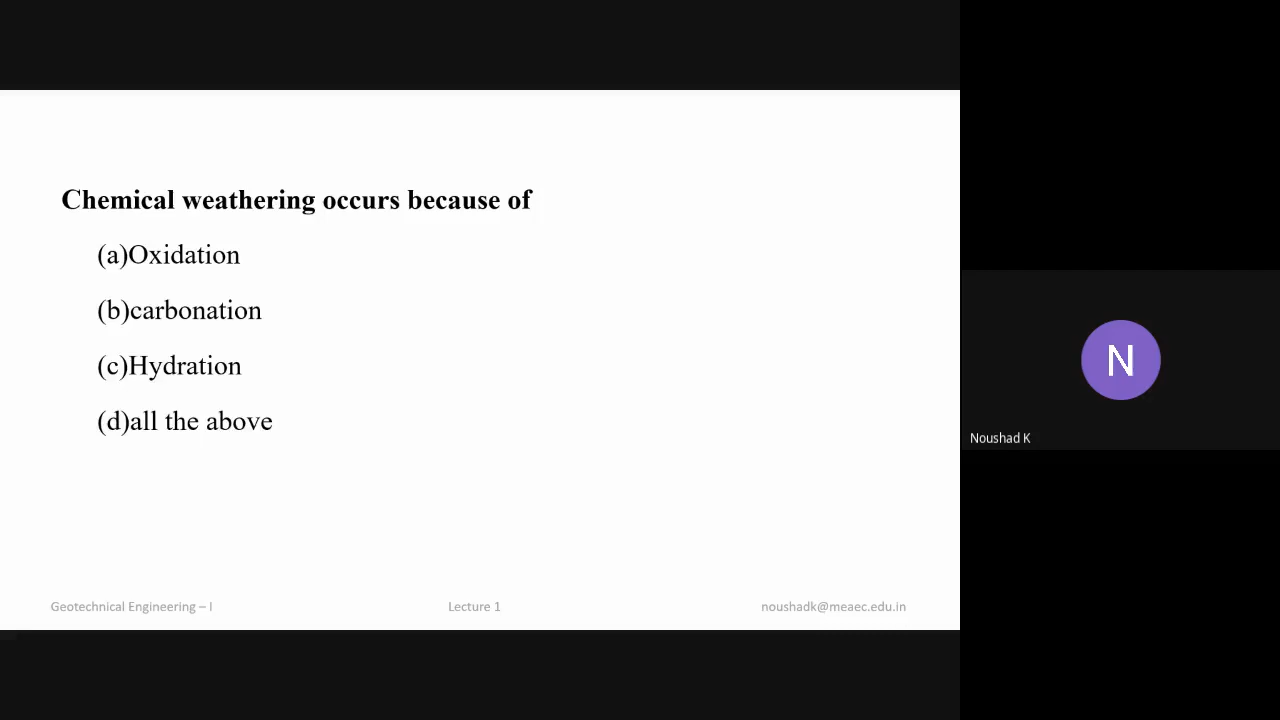 Chemical weathering occurs because of
(a)Oxidation
(b)carbonation
(c)Hydration
(d)all the above
Geotechnical Engineering – I
Lecture 1
noushadk@meaec.edu.in
N
Noushad K